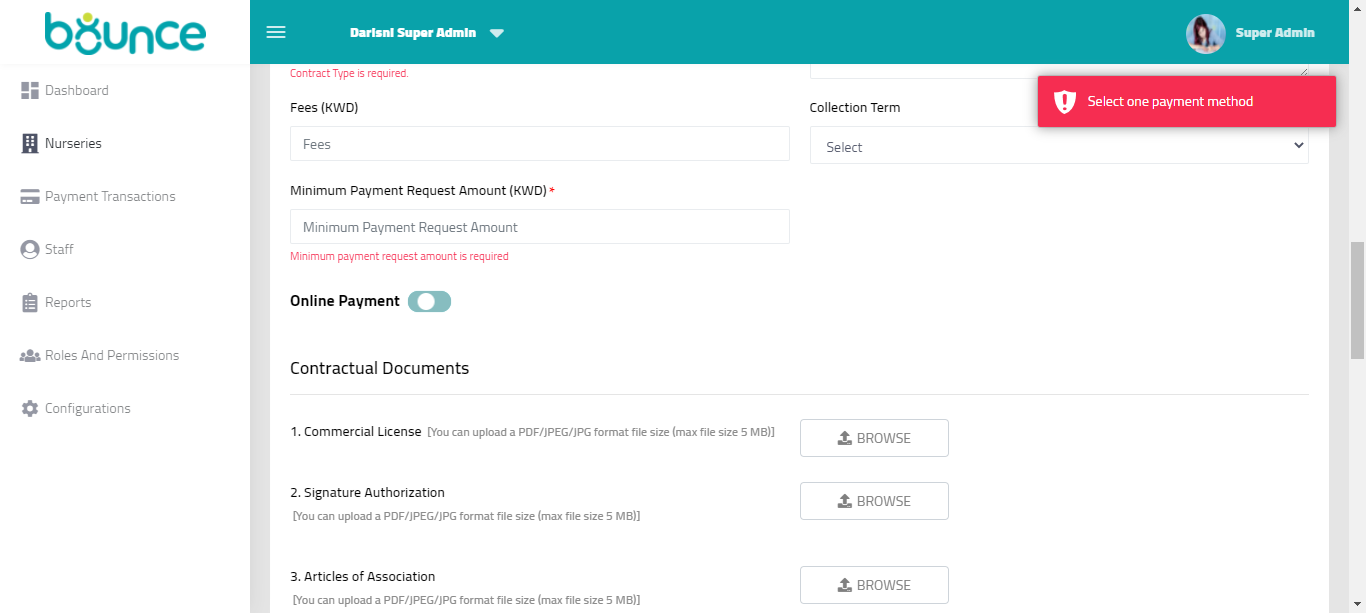 bounce
Darisni Super Admin
Super Admin
Dashboard
Nurseries
Payment Transactions
Staff
Reports
Roles And Permissions
Configurations
Contract Type is required.
Select one payment method
Fees (KWD)
Fees
Collection Term
Select
Minimum Payment Request Amount (KWD)*
Minimum Payment Request Amount
Minimum payment request amount is required
Online Payment
Contractual Documents
1. Commercial License [You can upload a PDF/JPEG/JPG format file size (max file size 5 MB)]
BROWSE
2. Signature Authorization
[You can upload a PDF/JPEG/JPG format file size (max file size 5 MB)]
BROWSE
3. Articles of Association
[You can upload a PDF/JPEG/JPG format file size (max file size 5 MB)]
BROWSE